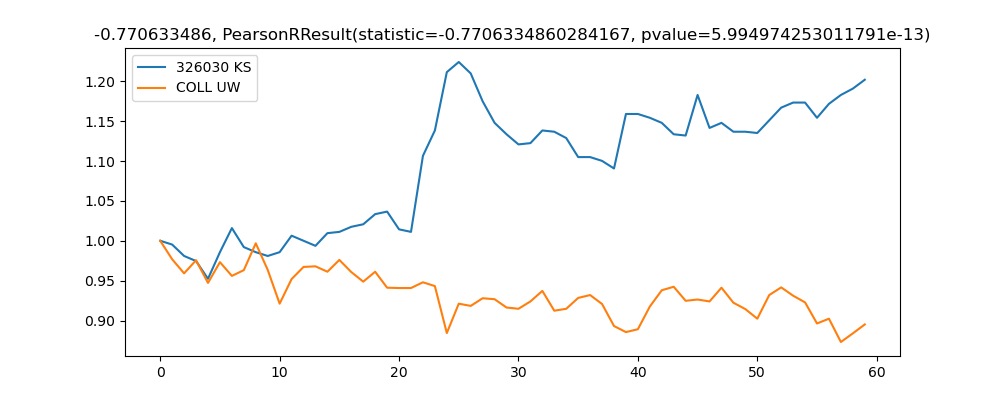 -0.770633486, PearsonRResult(statistic=-0.7706334860284167, pvalue=5.994974253011791e-13)
326030 KS
COLL UW
1.20
1.15
1.10
1.05
1.00
0.95
0.90
0 10 20 30 40 50 60